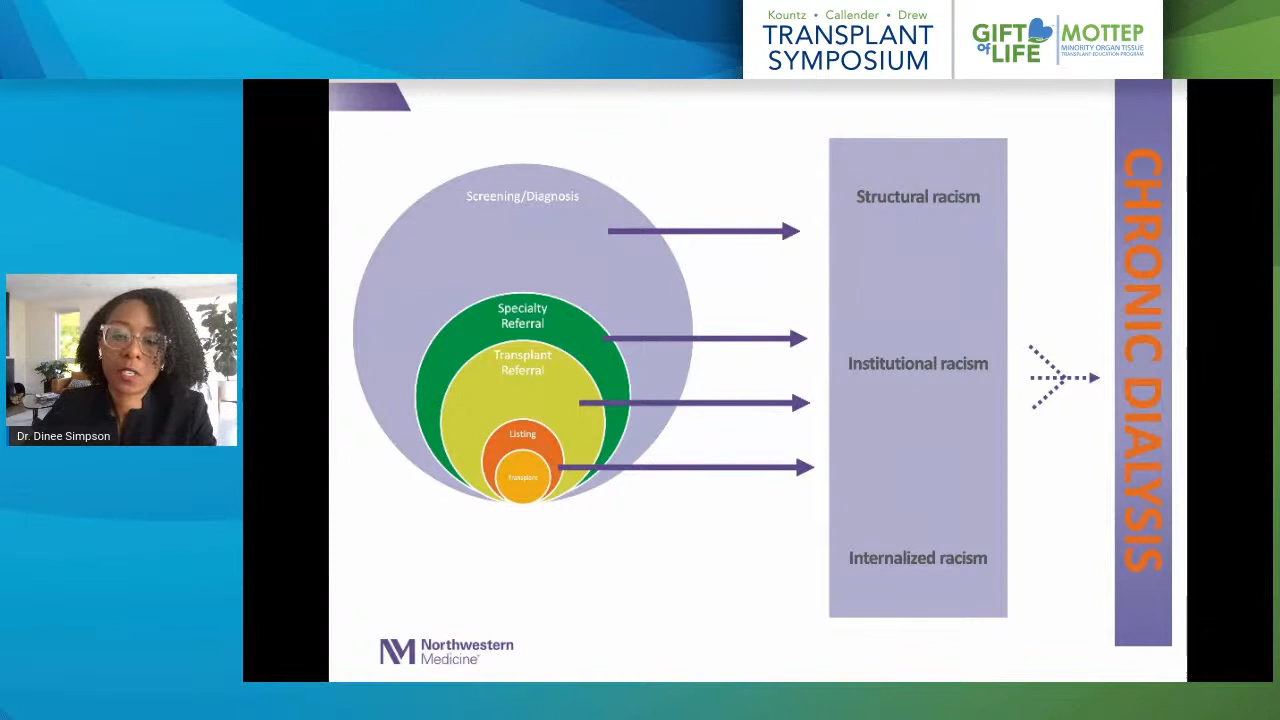 Kountz • Callender • Drew
TRANSPLANT
SYMPOSIUM
GIFT
of
LIFE
MOTTEP
MINORITY ORGAN TISSUE
TRANSPLANT EDUCATION PROGRAM
Screening/Diagnosis
Specialty
Referral
Transplant
Referral
Listing
Transplant
Structural racism
Institutional racism
Internalized racism
CHRONIC DIALYSIS
Dr. Dinee Simpson
NM
Northwestern
Medicine